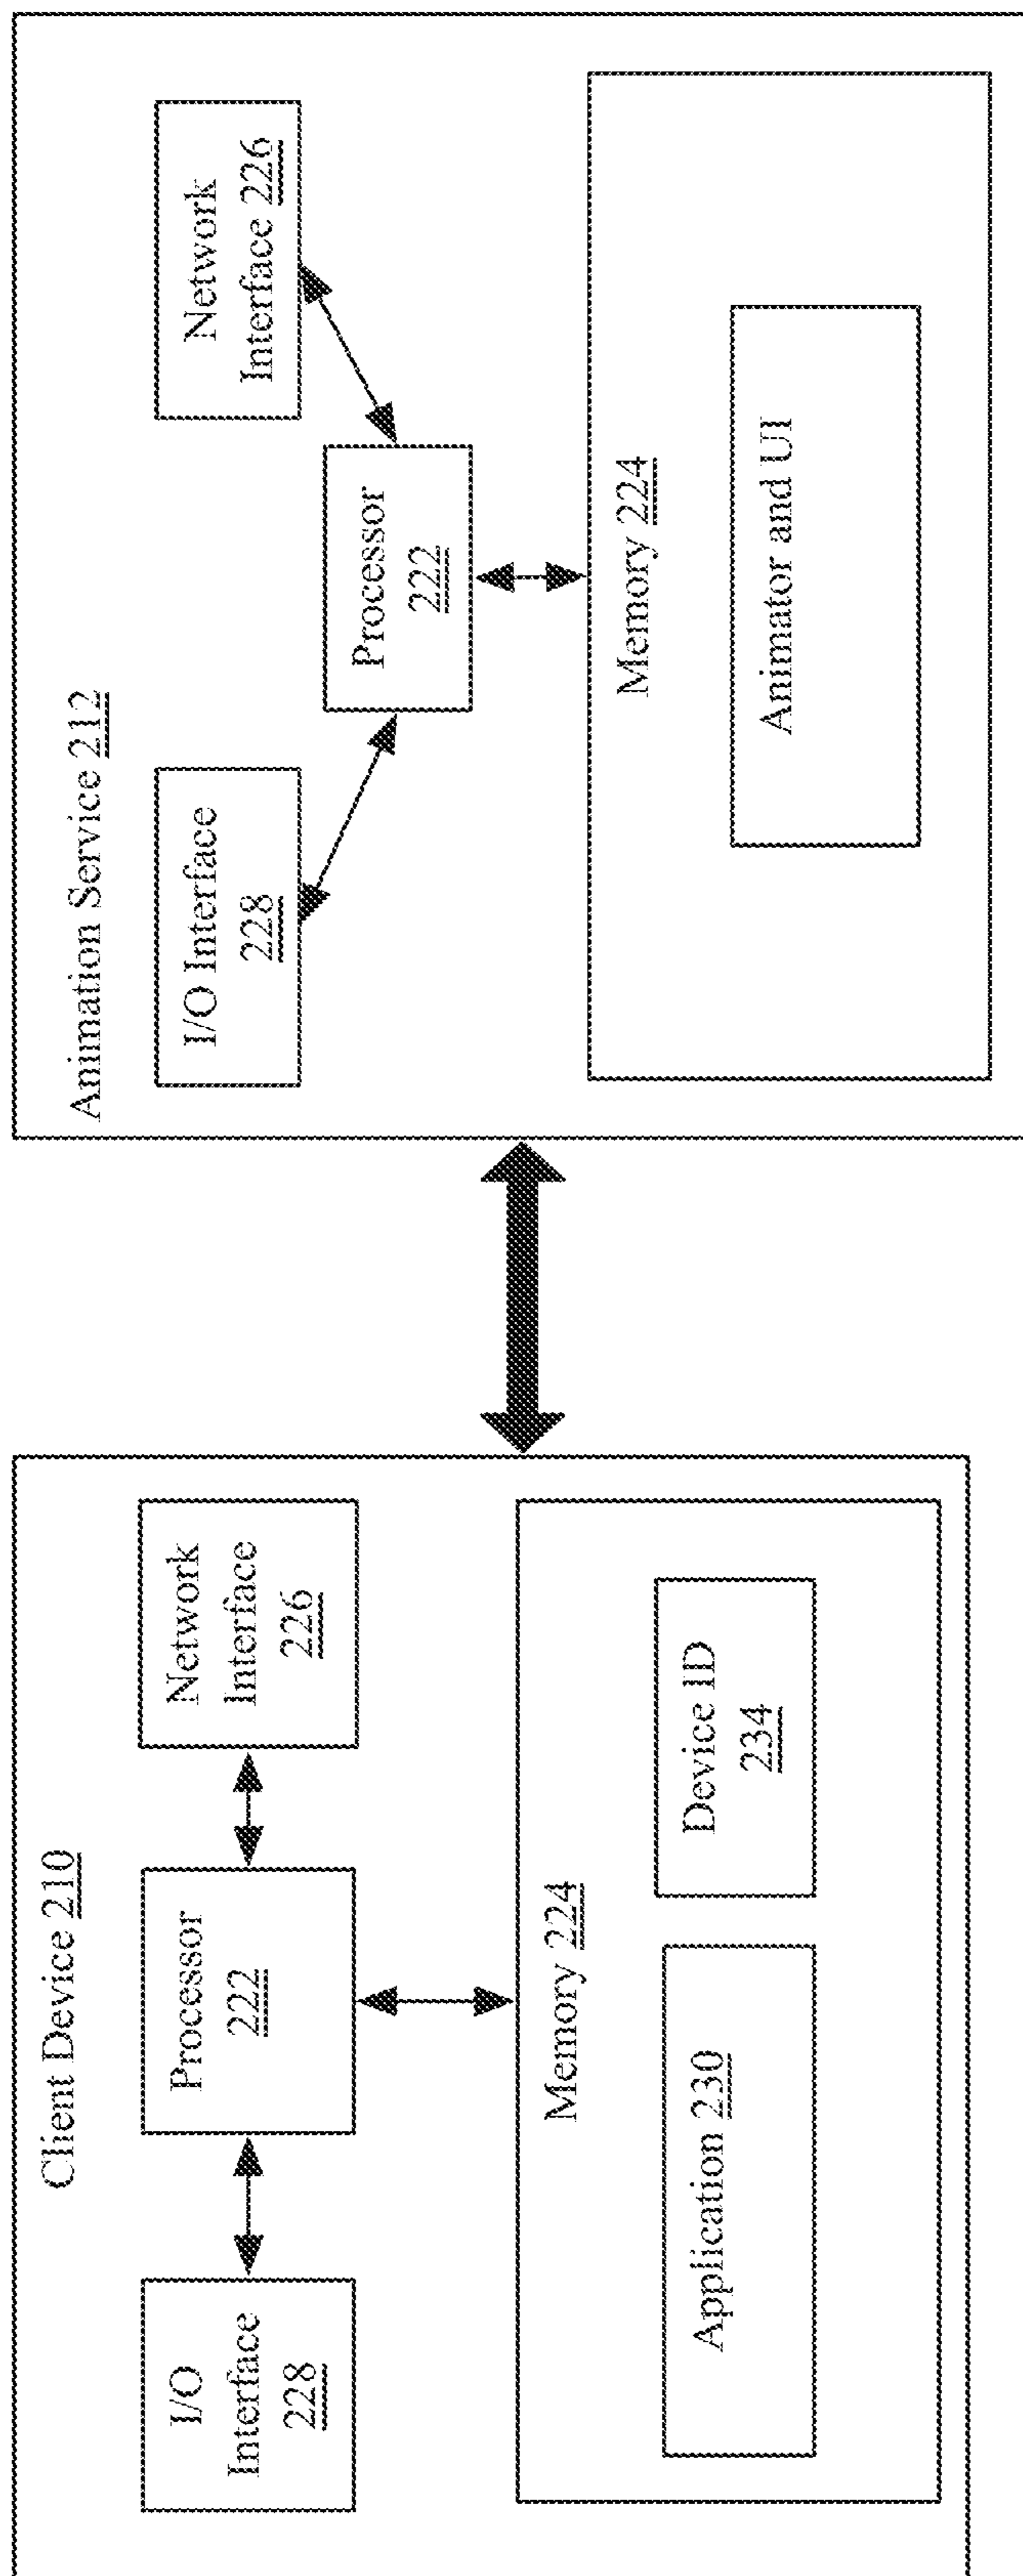 Client Device 210
I/O
Interface
228
Processor
222
Network
Interface
226
Memory 224
Application 230
Device ID
234
Animation Service 212
I/O Interface
228
Processor
222
Network
Interface 226
Memory 224
Animator and UI